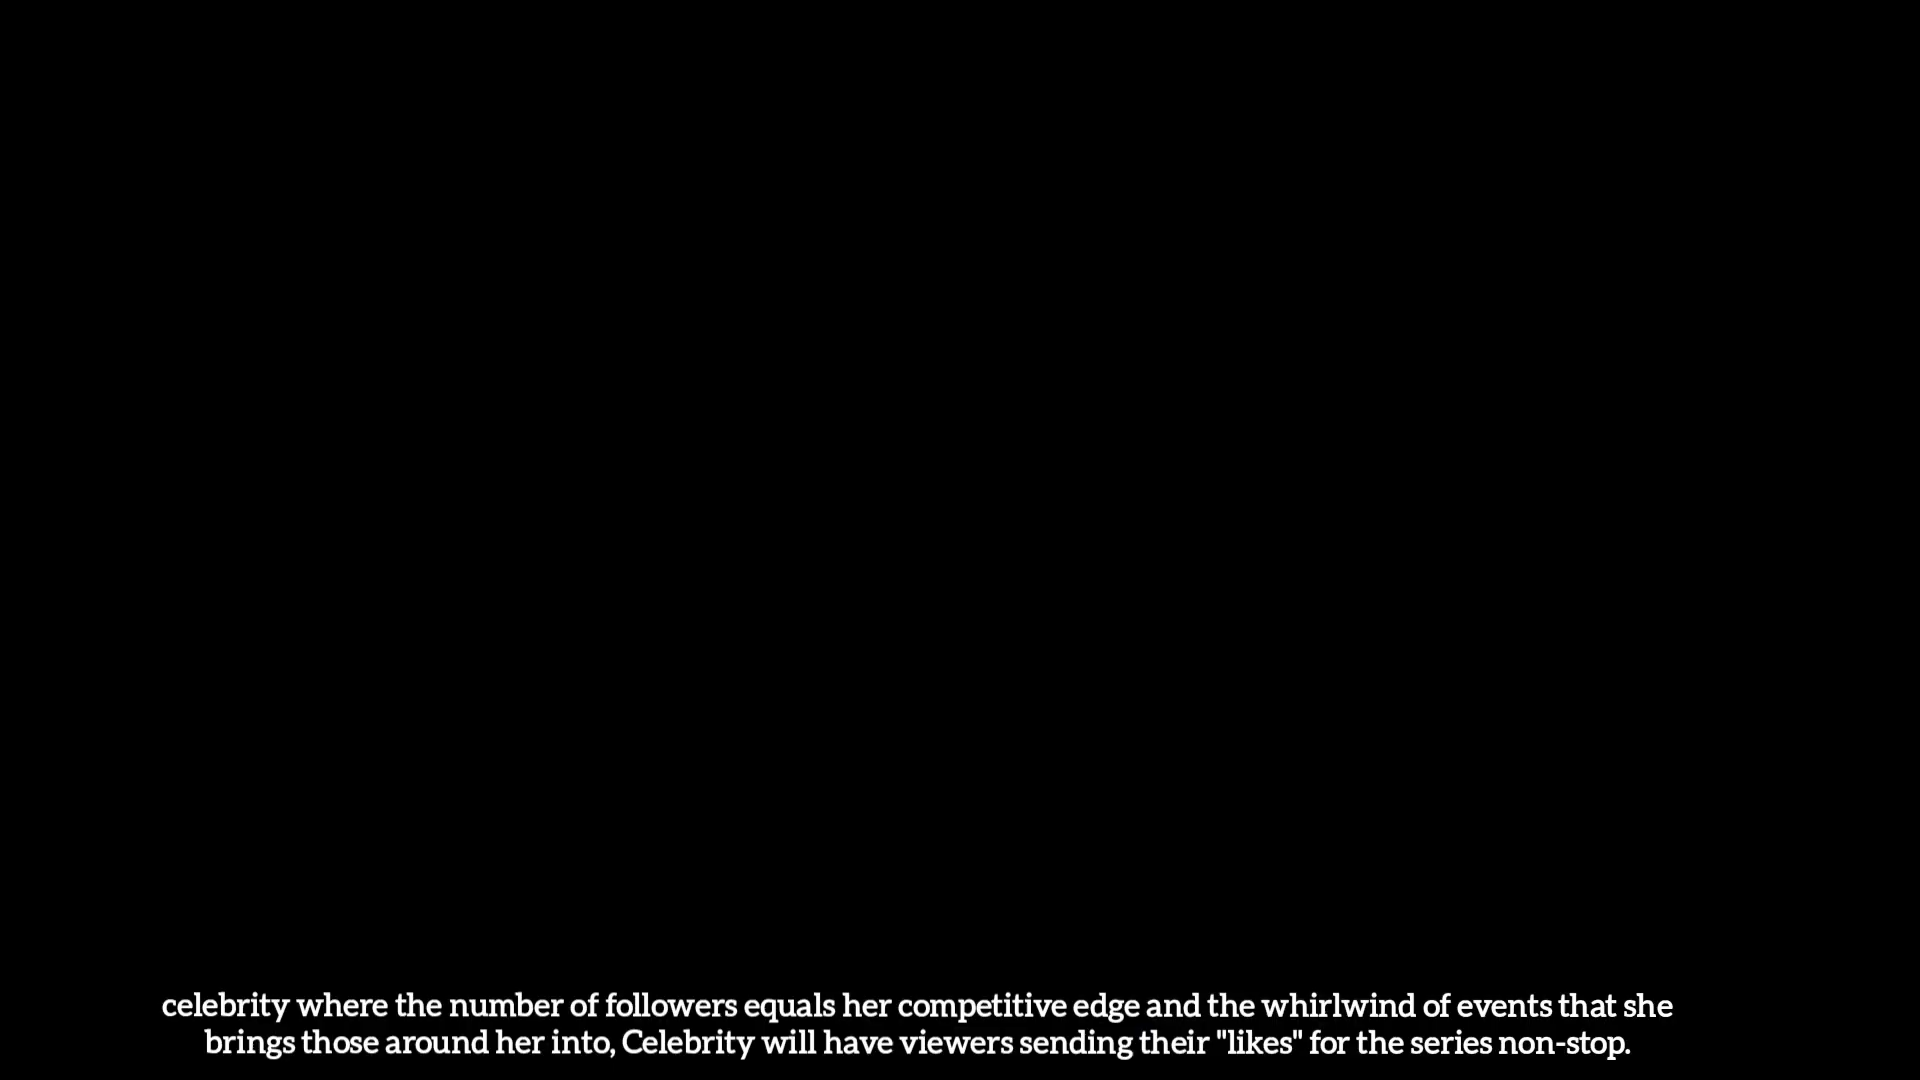 celebrity where the number of followers equals her competitive edge and the whirlwind of events that she
brings those around her into, Celebrity will have viewers sending their "likes" for the series non-stop.